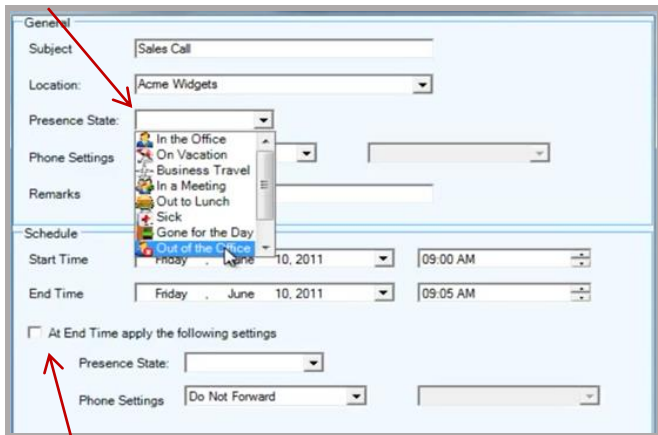 General
Subject Sales Call
Location: Acme Widgets
Presence State:
In the Office
On Vacation
Phone Settings
Business Travel
In a Meeting
Remarks
Out to Lunch
Sick
Schedule
Gone for the Day
Out of the Office
Start Time Friday , June 10, 2011 09:00 AM
End Time Friday , June 10, 2011 09:05 AM
At End Time apply the following settings
Presence State:
Phone Settings Do Not Forward